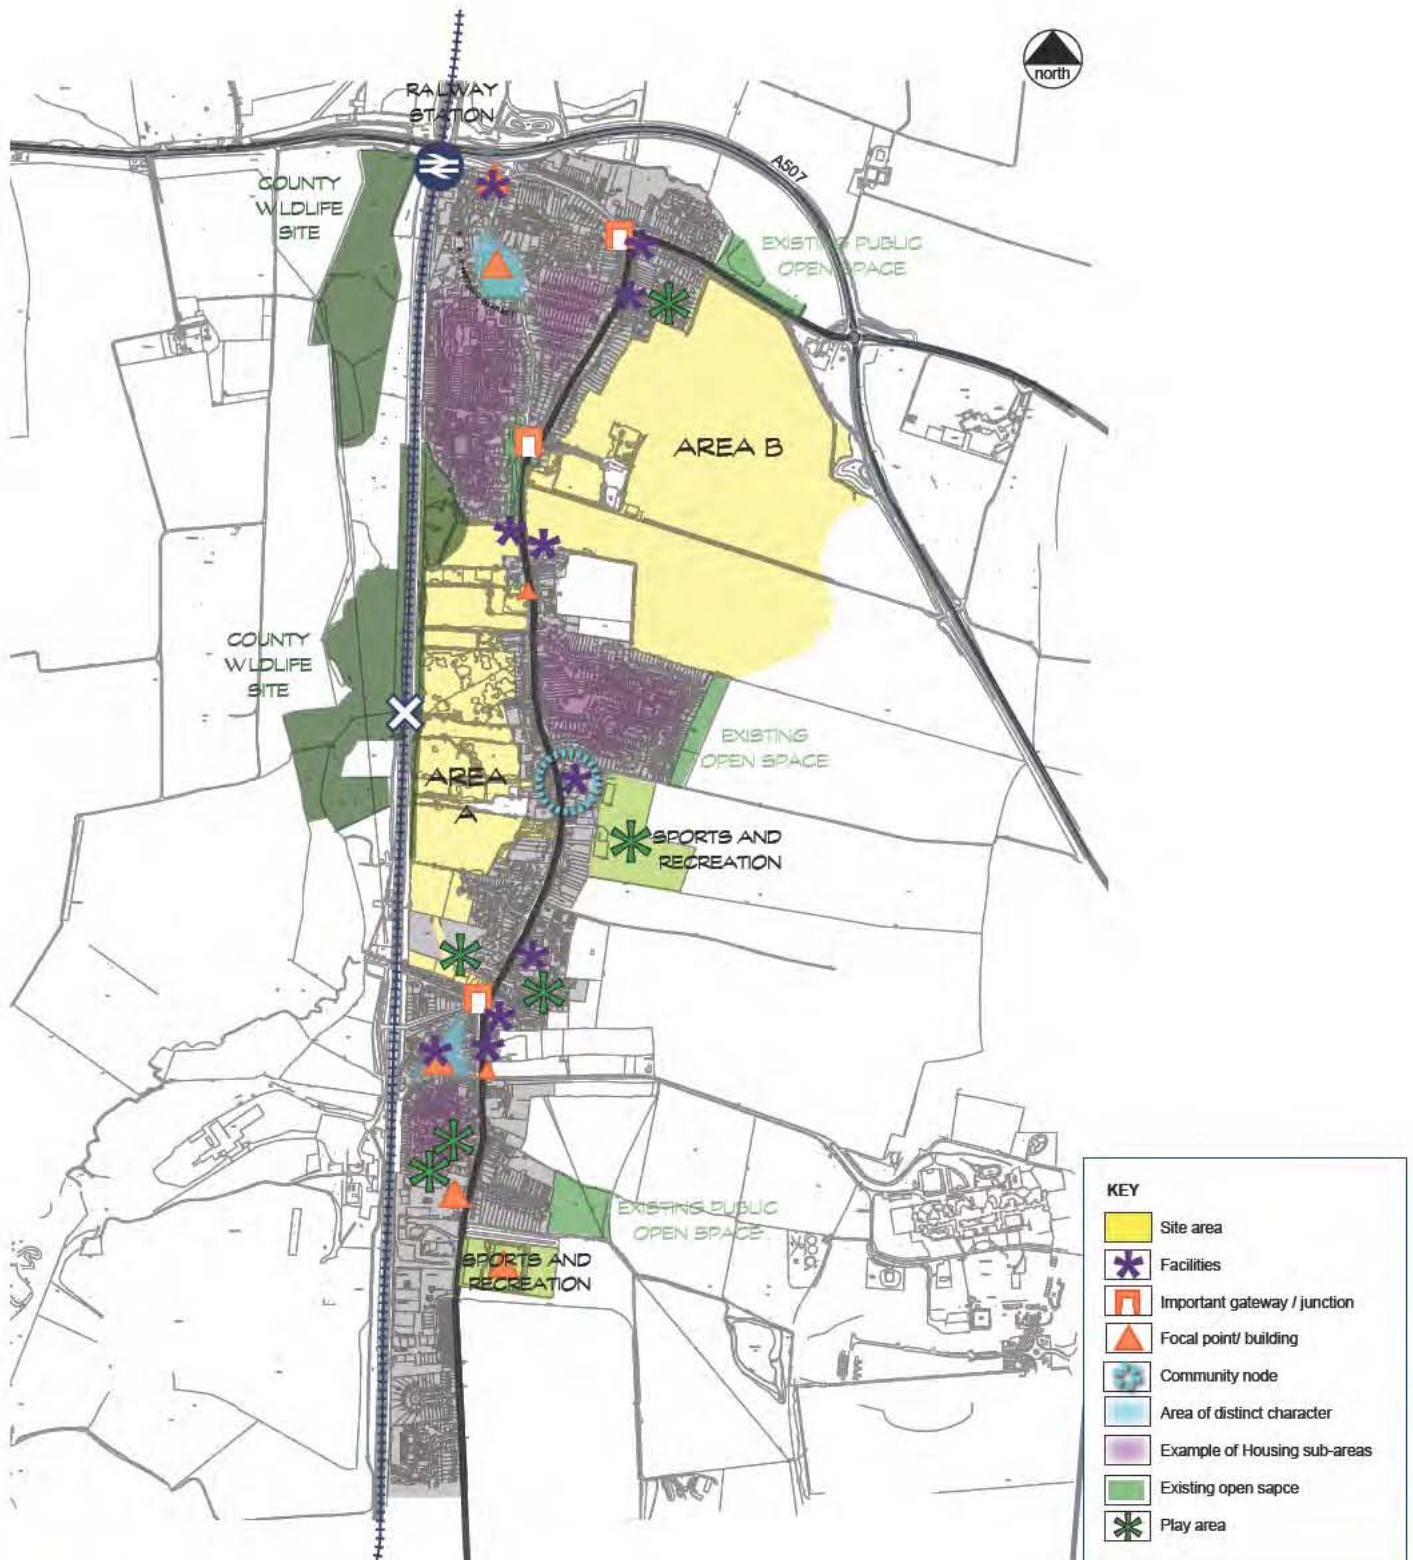 north
RAILWAY
STATION
A507
COUNTY
WLDLIFE
SITE
EXISTING PUBLIC
OPEN SPACE
AREA B
COUNTY
WLDLIFE
SITE
EXISTING
OPEN SPACE
AREA
A
SPORTS AND
RECREATION
EXISTING PUBLIC
OPEN SPACE
SPORTS AND
RECREATION
KEY
Site area
Facilities
Important gateway / junction
Focal point/ building
Community node
Area of distinct character
Example of Housing sub-areas
Existing open sapce
Play area